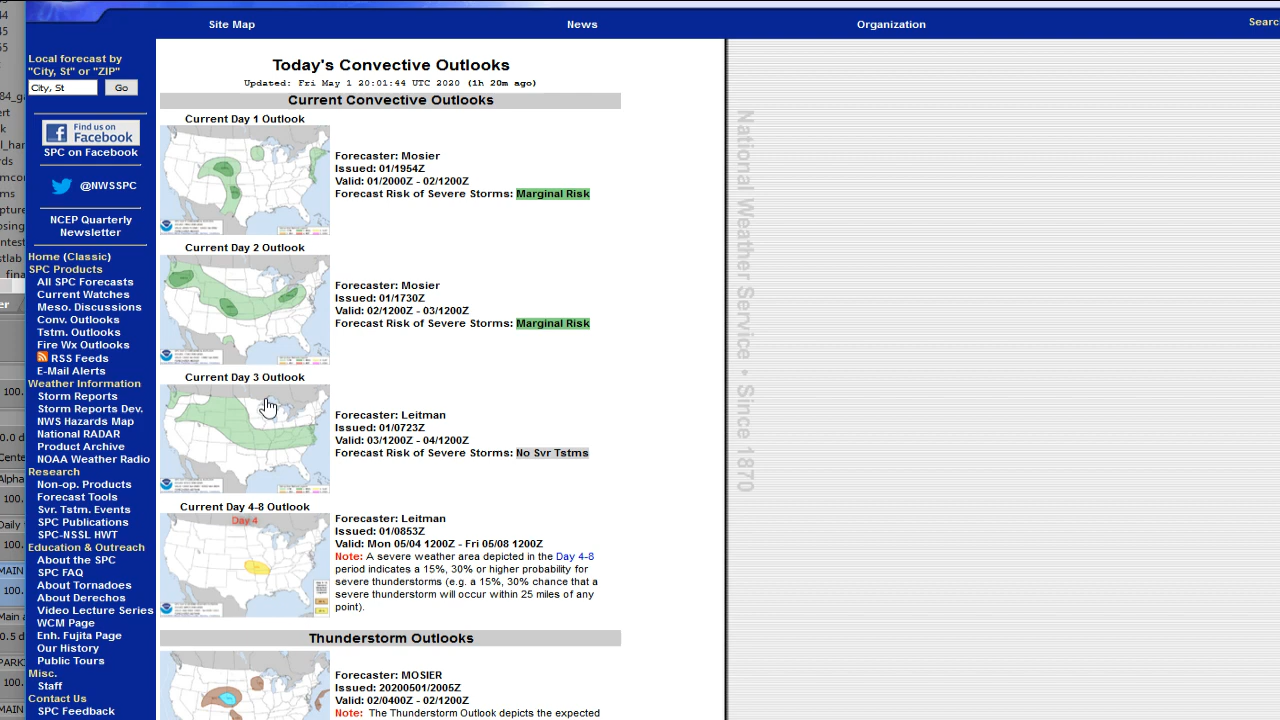 Site Map
News
Organization
Searc
Local forecast by
"City, St" or "ZIP"
City, St
Go
Find us on
Facebook
SPC on Facebook
@NWSSPC
NCEP Quarterly
Newsletter
Home (Classic)
SPC Products
All SPC Forecasts
Current Watches
Meso. Discussions
Conv. Outlooks
Tstm. Outlooks
Fire Wx Outlooks
RSS Feeds
E-Mail Alerts
Weather Information
Storm Reports
Storm Reports Dev.
NWS Hazards Map
National RADAR
Product Archive
NOAA Weather Radio
Research
Non-op. Products
Forecast Tools
Svr. Tstm. Events
SPC Publications
SPC-NSSL HWT
Education & Outreach
About the SPC
SPC FAQ
About Tornadoes
About Derechos
Video Lecture Series
WCM Page
Enh. Fujita Page
Our History
Public Tours
Misc.
Staff
Contact Us
SPC Feedback
Today's Convective Outlooks
Updated: Fri May 1 20:01:44 UTC 2020 (1h 20m ago)
Current Convective Outlooks
Current Day 1 Outlook
Forecaster: Mosier
Issued: 01/1954Z
Valid: 01/2000Z - 02/1200Z
Forecast Risk of Severe Storms: Marginal Risk
Current Day 2 Outlook
Forecaster: Mosier
Issued: 01/1730Z
Valid: 02/1200Z - 03/1200Z
Forecast Risk of Severe Storms: Marginal Risk
Current Day 3 Outlook
Forecaster: Leitman
Issued: 01/0723Z
Valid: 03/1200Z - 04/1200Z
Forecast Risk of Severe Storms: No Svr Tstms
Current Day 4-8 Outlook
Day 4
Forecaster: Leitman
Issued: 01/0853Z
Valid: Mon 05/04 1200Z - Fri 05/08 1200Z
Note: A severe weather area depicted in the Day 4-8
period indicates a 15%, 30% or higher probability for
severe thunderstorms (e.g. a 15%, 30% chance that a
severe thunderstorm will occur within 25 miles of any
point).
Thunderstorm Outlooks
Forecaster: MOSIER
Issued: 20200501/2005Z
Valid: 02/0400Z - 02/1200Z
Note: The Thunderstorm Outlook depicts the expected
National Weather Service • Since 1870